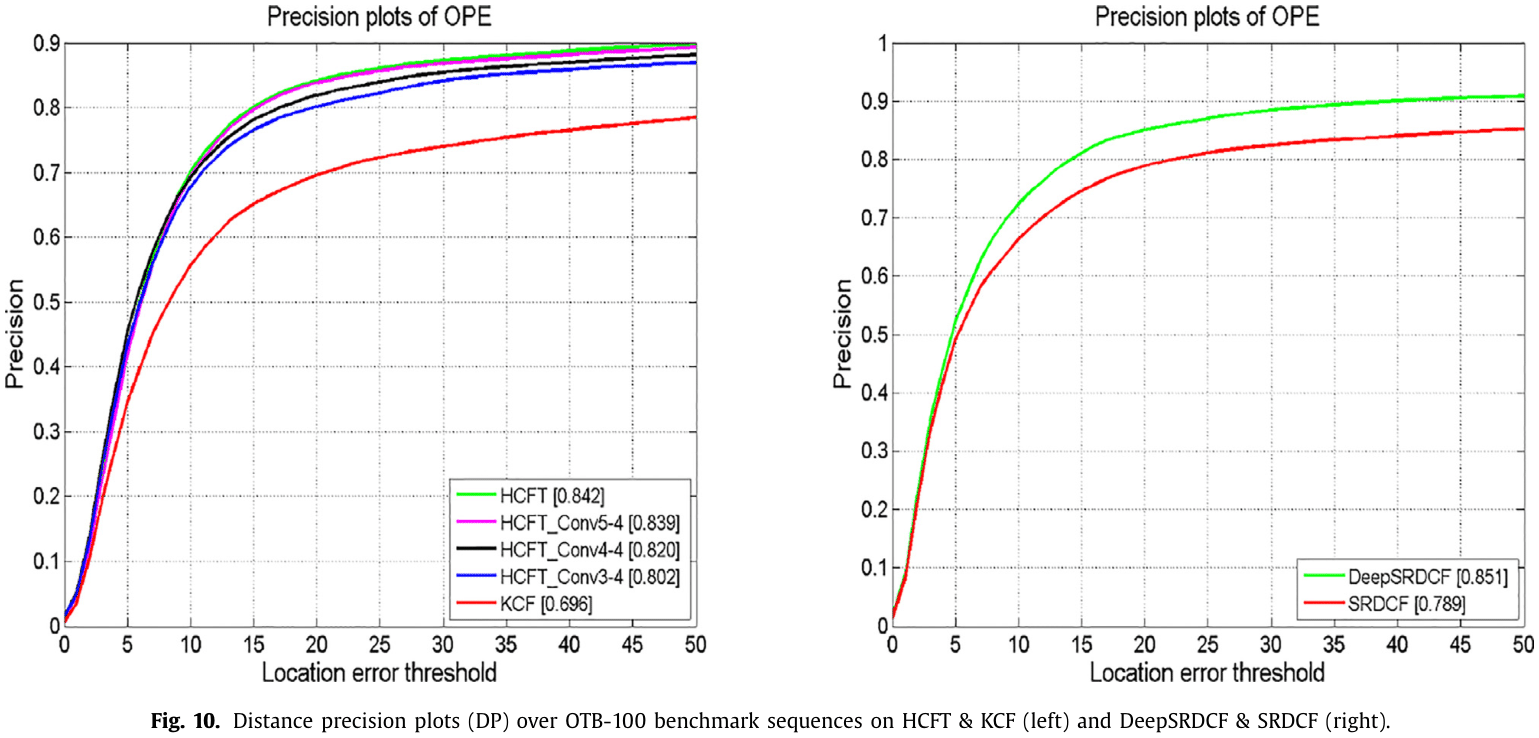 Precision plots of OPE
0.9
0.8
0.7
0.6
0.5
0.4
0.3
0.2
0.1
0
Precision
HCFT [0.842]
HCFT_Conv5-4 [0.839]
HCFT_Conv4-4 [0.820]
HCFT_Conv3-4 [0.802]
KCF [0.696]
0 5 10 15 20 25 30 35 40 45 50
Location error threshold
Precision plots of OPE
1
0.9
0.8
0.7
0.6
0.5
0.4
0.3
0.2
0.1
0
Precision
DeepSRDCF [0.851]
SRDCF [0.789]
0 5 10 15 20 25 30 35 40 45 50
Location error threshold
Fig. 10. Distance precision plots (DP) over OTB-100 benchmark sequences on HCFT & KCF (left) and DeepSRDCF & SRDCF (right).